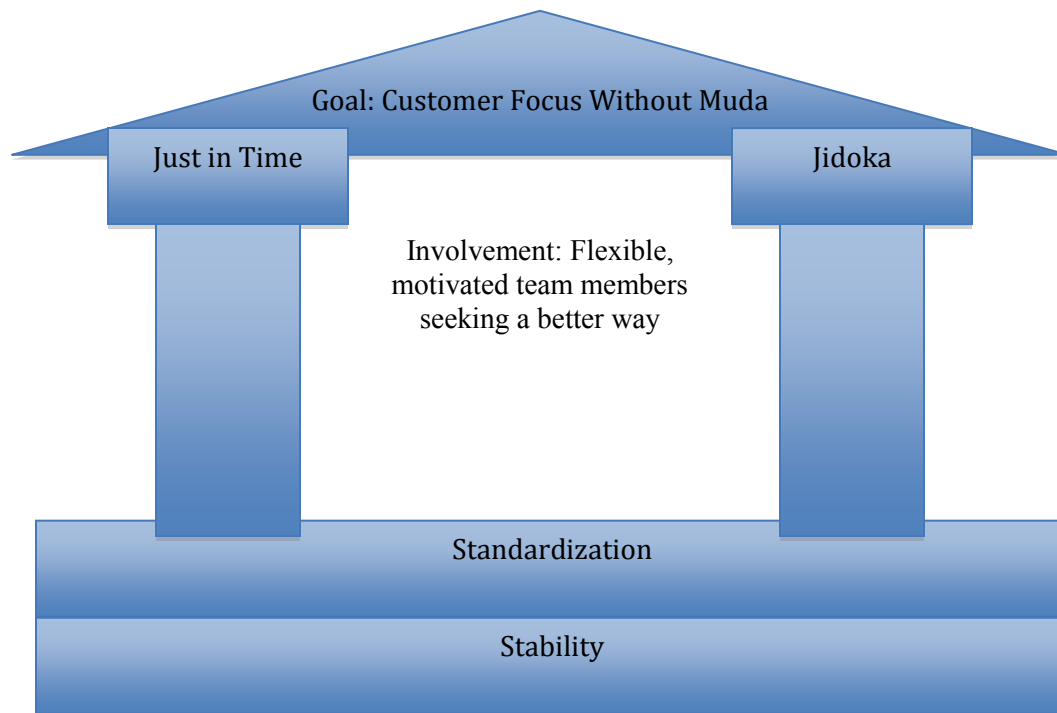 Goal: Customer Focus Without Muda
Just in Time
Jidoka
Involvement: Flexible,
motivated team members
seeking a better way
Standardization
Stability